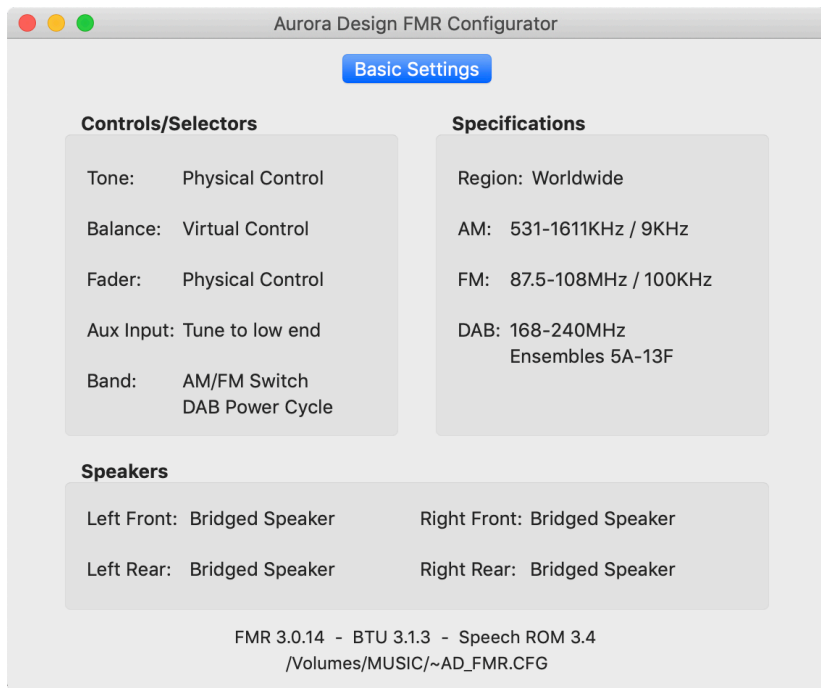 Aurora Design FMR Configurator
Basic Settings
Controls/Selectors
Tone: Physical Control
Balance: Virtual Control
Fader: Physical Control
Aux Input: Tune to low end
Band: AM/FM Switch
DAB Power Cycle
Specifications
Region: Worldwide
AM: 531-1611KHz / 9KHz
FM: 87.5-108MHz / 100KHz
DAB: 168-240MHz
Ensembles 5A-13F
Speakers
Left Front: Bridged Speaker Right Front: Bridged Speaker
Left Rear: Bridged Speaker Right Rear: Bridged Speaker
FMR 3.0.14 - BTU 3.1.3 - Speech ROM 3.4
/Volumes/MUSIC/~AD_FMR.CFG